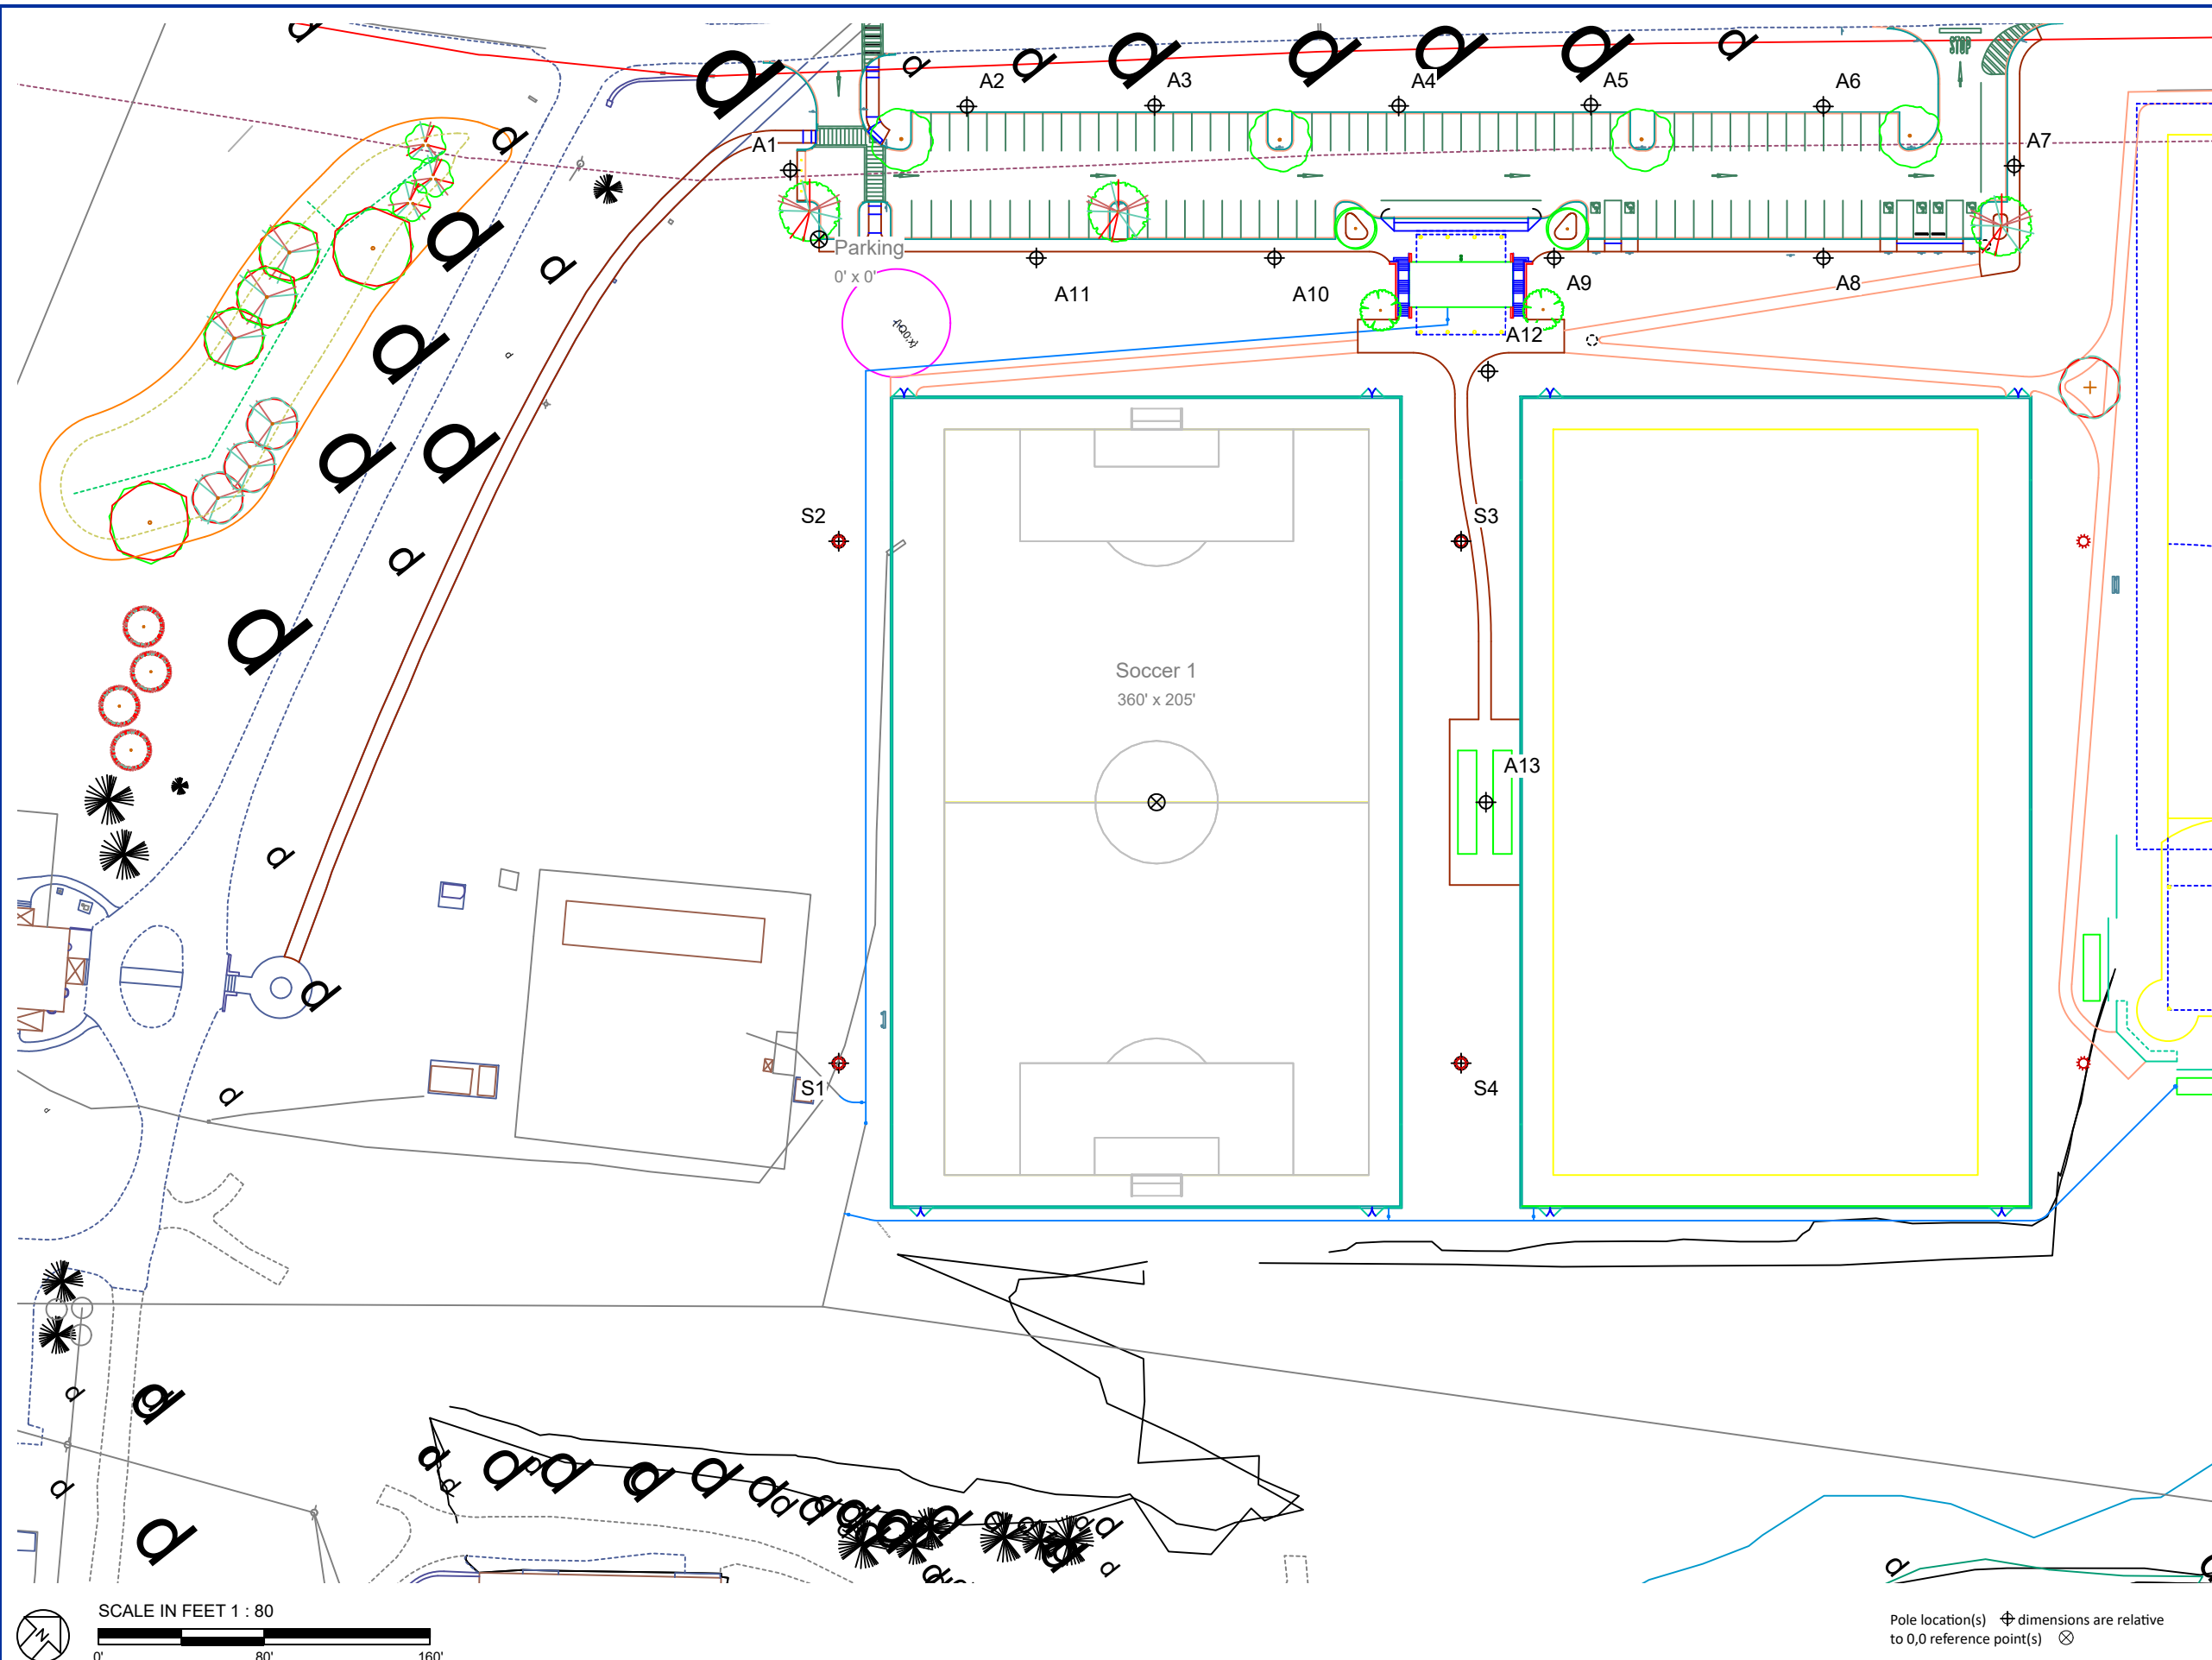 STOP
A2
A3
A4
A5
A6
A1
A7
Parking
0' x 0'
A11
A10
A9
A8
A12
S2
S3
Soccer 1
360' x 205'
A13
S1
S4
SCALE IN FEET 1 : 80
0'
80'
160'
N
Pole location(s) dimensions are relative
to 0,0 reference point(s)